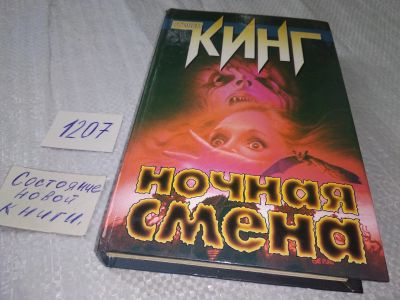 КИНГ
1207
Состояние
новой
книги.
НОЧНАЯ
СМЕНА